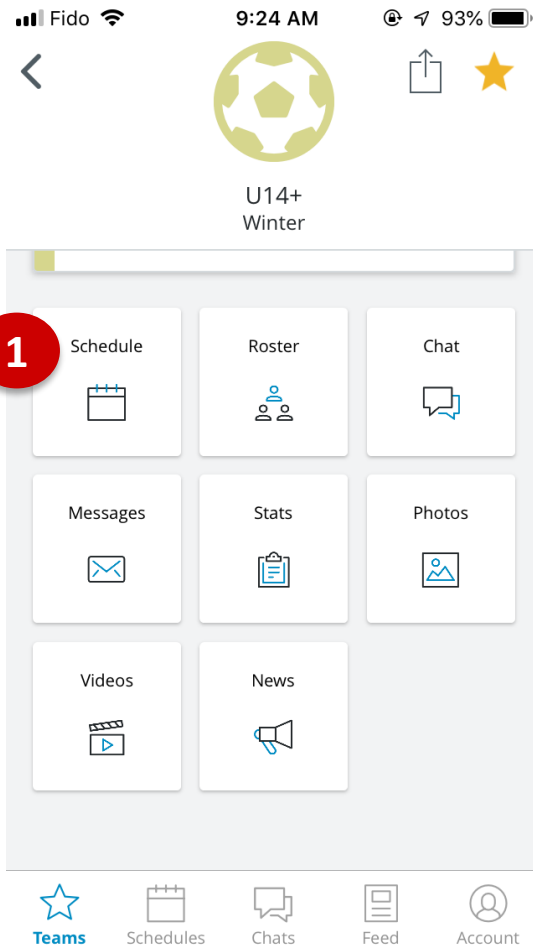 Fido 9:24 AM 93%
U14+
Winter
1
Schedule Roster Chat
Messages Stats Photos
Videos News
Teams Schedules Chats Feed Account